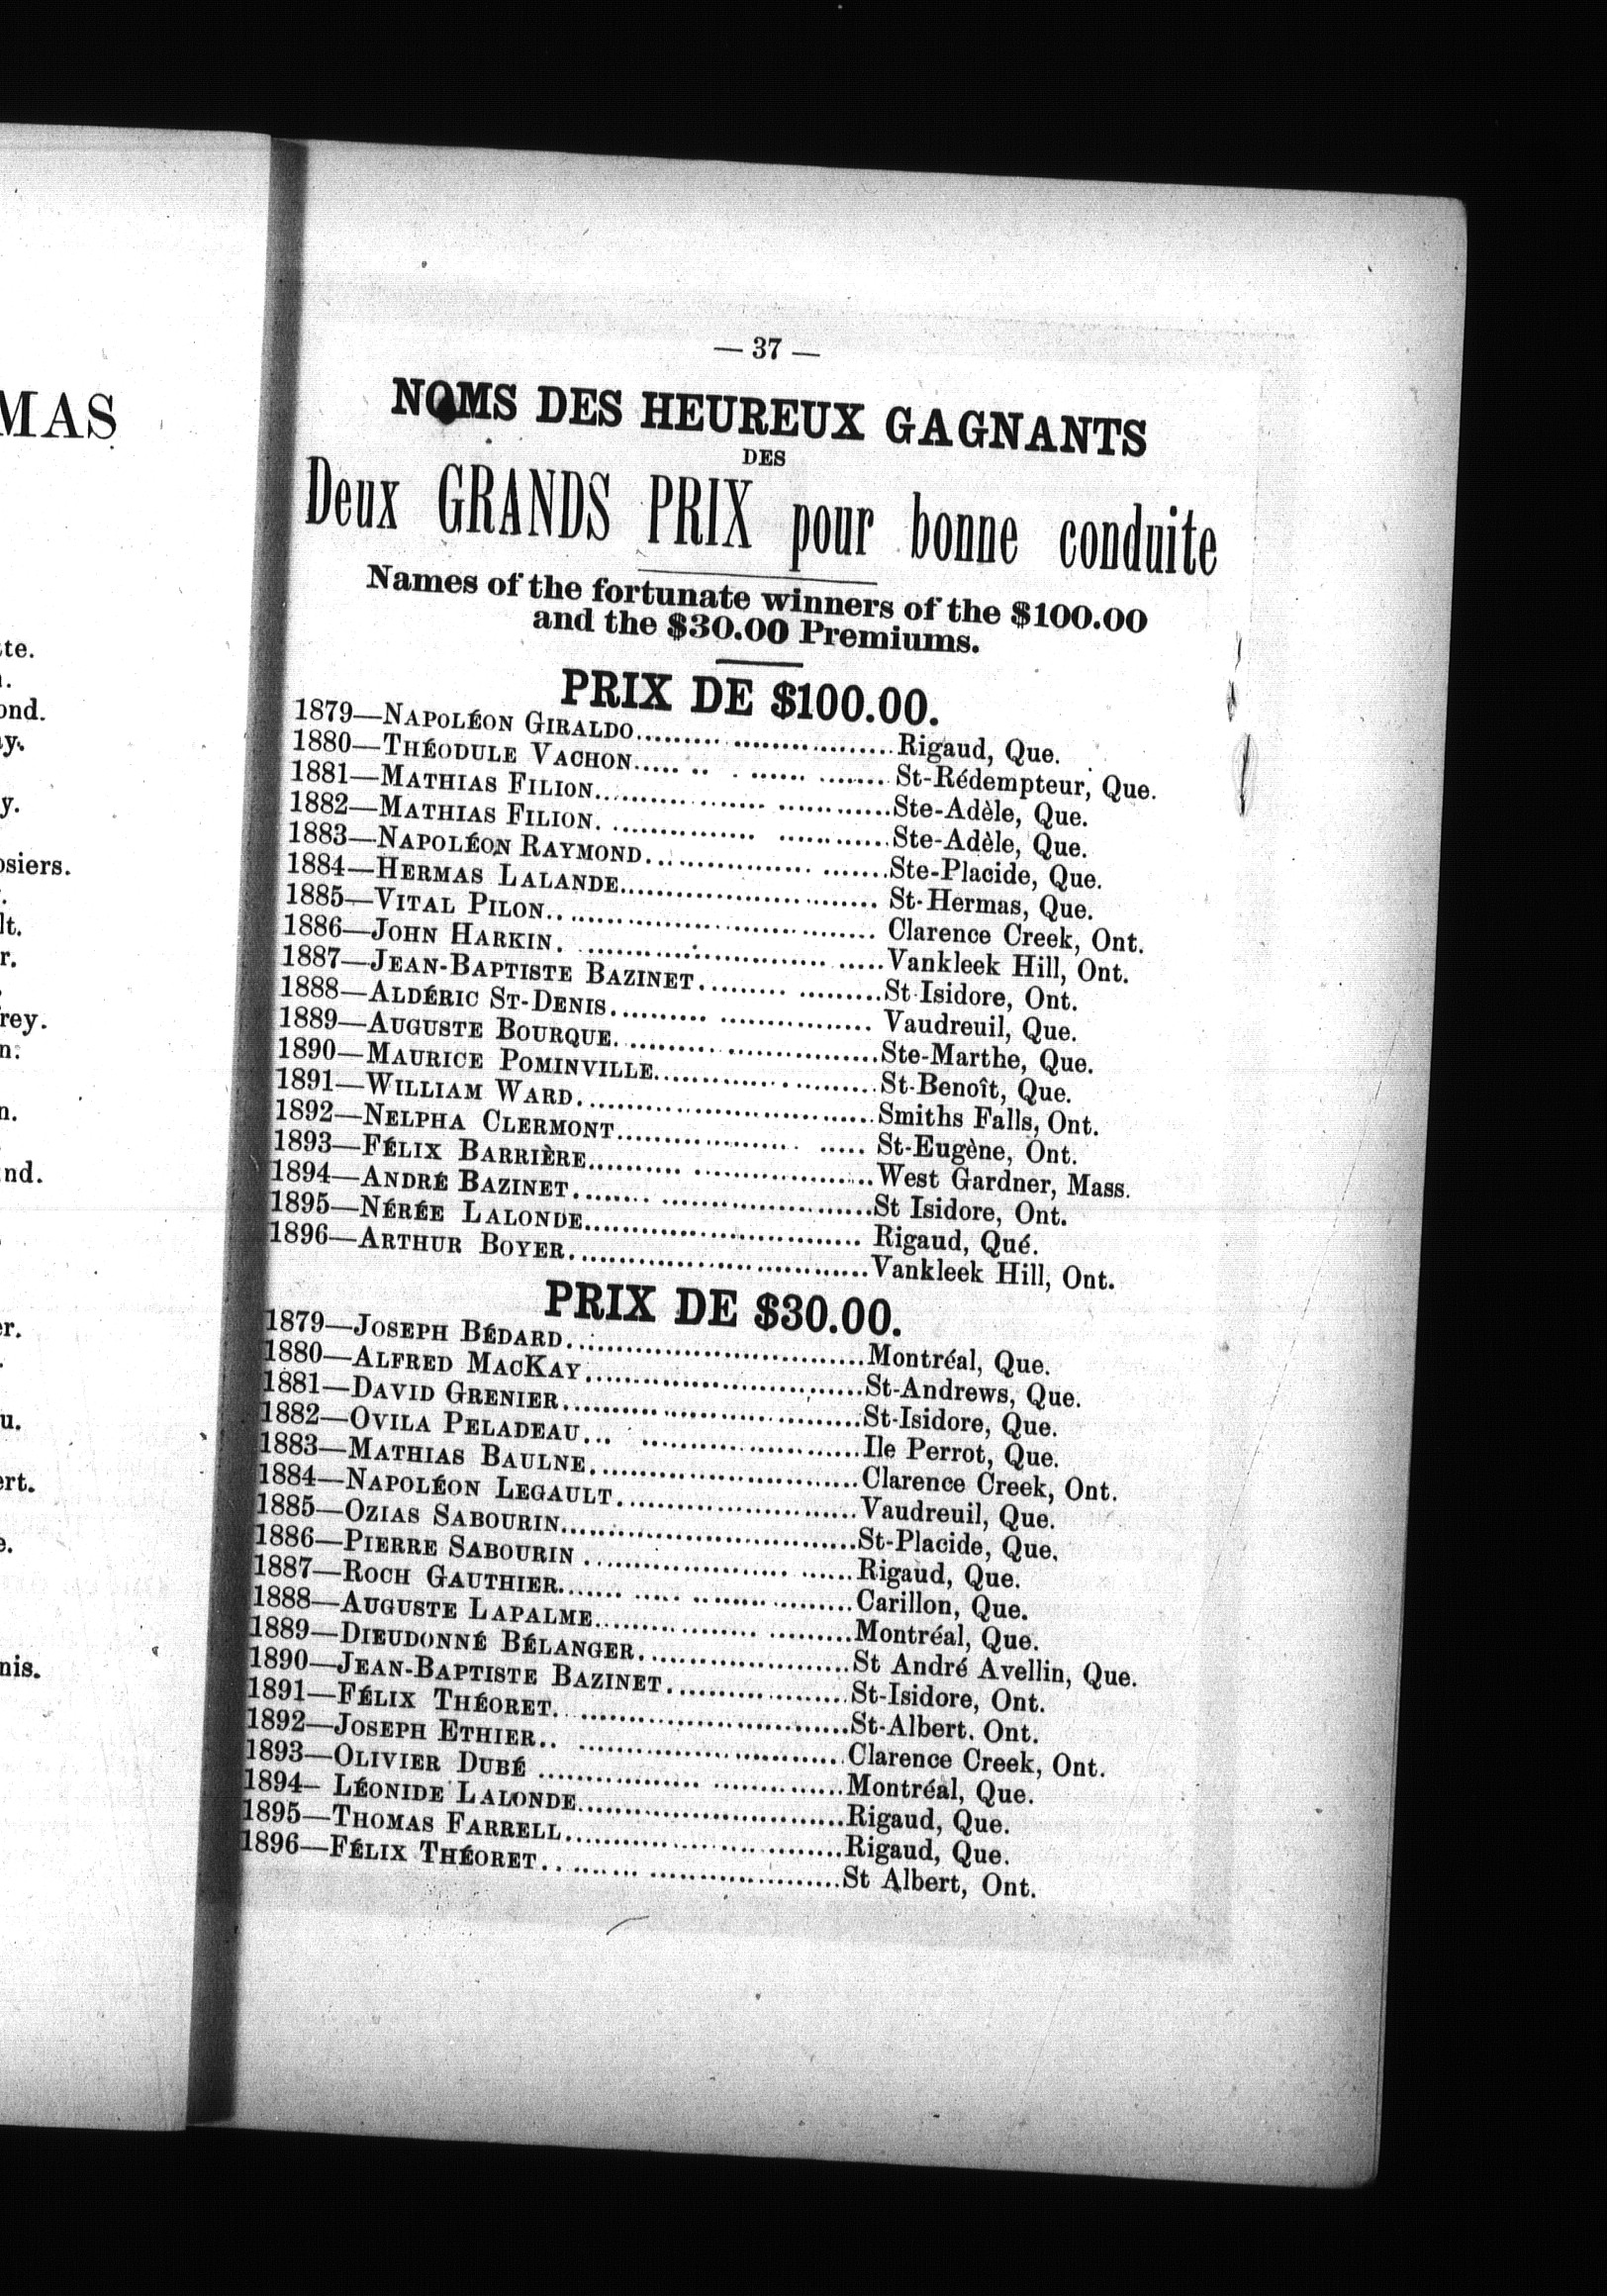 MAS
te.
ond.
y.
y.
osiers.
lt.
r.
rey.
n.
n.
nd.
er.
u.
ert.
e.
nis.
— 37 —
NOMS DES HEUREUX GAGNANTS
DES
Deux GRANDS PRIX pour bonne conduite
Names of the fortunate winners of the $100.00
and the $30.00 Premiums.
PRIX DE $100.00.
1879—NAPOLÉON GIRALDO........................Rigaud, Que.
1880—THÉODULE VACHON........................St-Rédempteur, Que.
1881—MATHIAS FILION........................Ste-Adèle, Que.
1882—MATHIAS FILION........................Ste-Adèle, Que.
1883—NAPOLÉON RAYMOND........................Ste-Placide, Que.
1884—HERMAS LALANDE........................St-Hermas, Que.
1885—VITAL PILON........................Clarence Creek, Ont.
1886—JOHN HARKIN........................Vankleek Hill, Ont.
1887—JEAN-BAPTISTE BAZINET........................St-Isidore, Ont.
1888—ALDÉRIC ST-DENIS........................Vaudreuil, Que.
1889—AUGUSTE BOURQUE........................Ste-Marthe, Que.
1890—MAURICE POMINVILLE........................St-Benoît, Que.
1891—WILLIAM WARD........................Smiths Falls, Ont.
1892—NELPHA CLERMONT........................St-Eugène, Ont.
1893—FÉLIX BARRIÈRE........................West Gardner, Mass.
1894—ANDRÉ BAZINET........................St Isidore, Ont.
1895—NÉRÉE LALONDE........................Rigaud, Qué.
1896—ARTHUR BOYER........................Vankleek Hill, Ont.
PRIX DE $30.00.
1879—JOSEPH BÉDARD........................Montréal, Que.
1880—ALFRED MACKAY........................St-Andrews, Que.
1881—DAVID GRENIER........................St-Isidore, Que.
1882—OVILA PELADEAU........................Ile Perrot, Que.
1883—MATHIAS BAULNE........................Clarence Creek, Ont.
1884—NAPOLÉON LEGAULT........................Vaudreuil, Que.
1885—OZIAS SABOURIN........................St-Placide, Que.
1886—PIERRE SABOURIN........................Rigaud, Que.
1887—ROCH GAUTHIER........................Carillon, Que.
1888—AUGUSTE LAPALME........................Montréal, Que.
1889—DIEUDONNÉ BÉLANGER........................St André Avellin, Que.
1890—JEAN-BAPTISTE BAZINET........................St-Isidore, Ont.
1891—FÉLIX THÉORET........................St-Albert. Ont.
1892—JOSEPH ETHIER........................Clarence Creek, Ont.
1893—OLIVIER DUBÉ........................Montréal, Que.
1894—LÉONIDE LALONDE........................Rigaud, Que.
1895—THOMAS FARRELL........................Rigaud, Que.
1896—FÉLIX THÉORET........................St Albert, Ont.